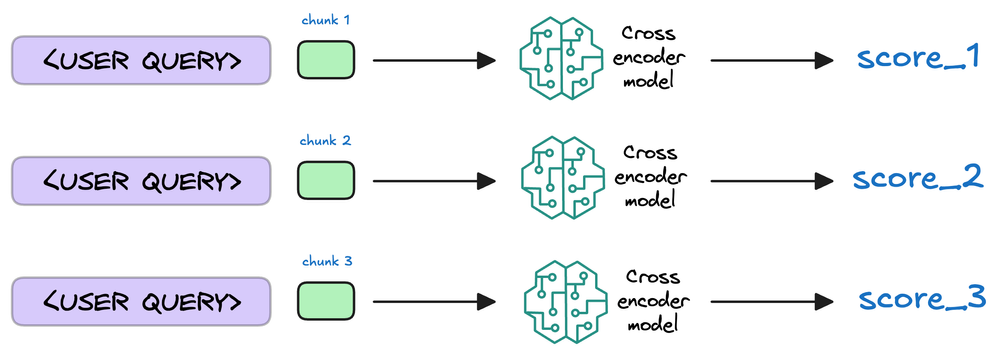 chunk 1
<USER QUERY>
Cross
encoder
model
score_1
chunk 2
<USER QUERY>
Cross
encoder
model
score_2
chunk 3
<USER QUERY>
Cross
encoder
model
score_3